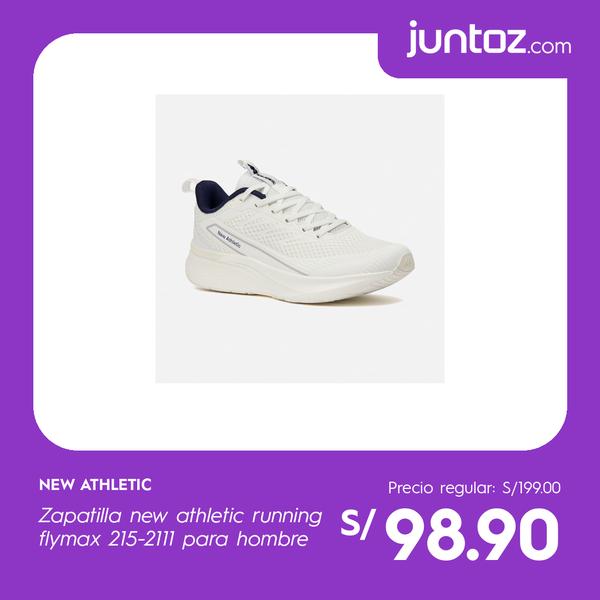 juntoz.com
New Athletic
NEW ATHLETIC
Zapatilla new athletic running
flymax 215-2111 para hombre
Precio regular: S/199.00
S/ 98.90